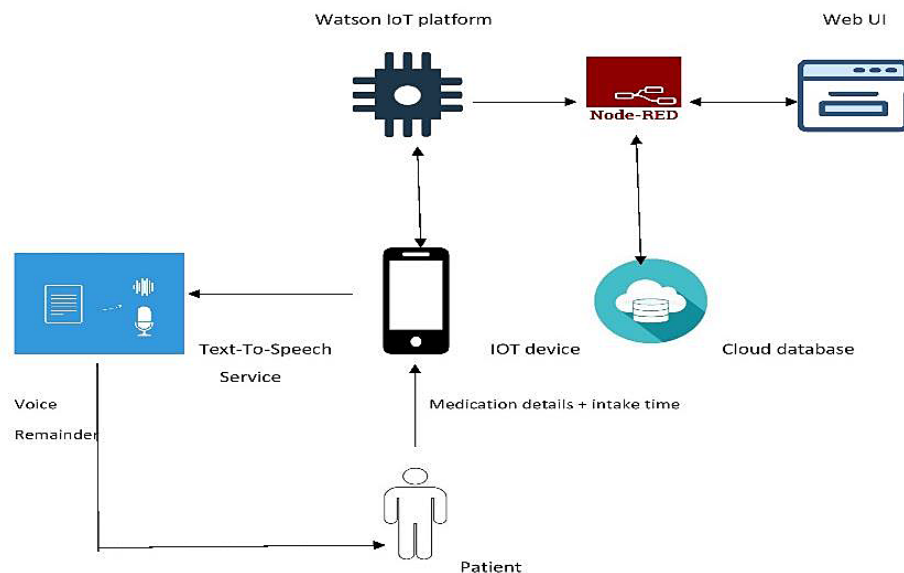 Watson IoT platform
Web UI
Node-RED
Text-To-Speech
Service
IOT device
Cloud database
Voice
Remainder
Medication details + intake time
Patient